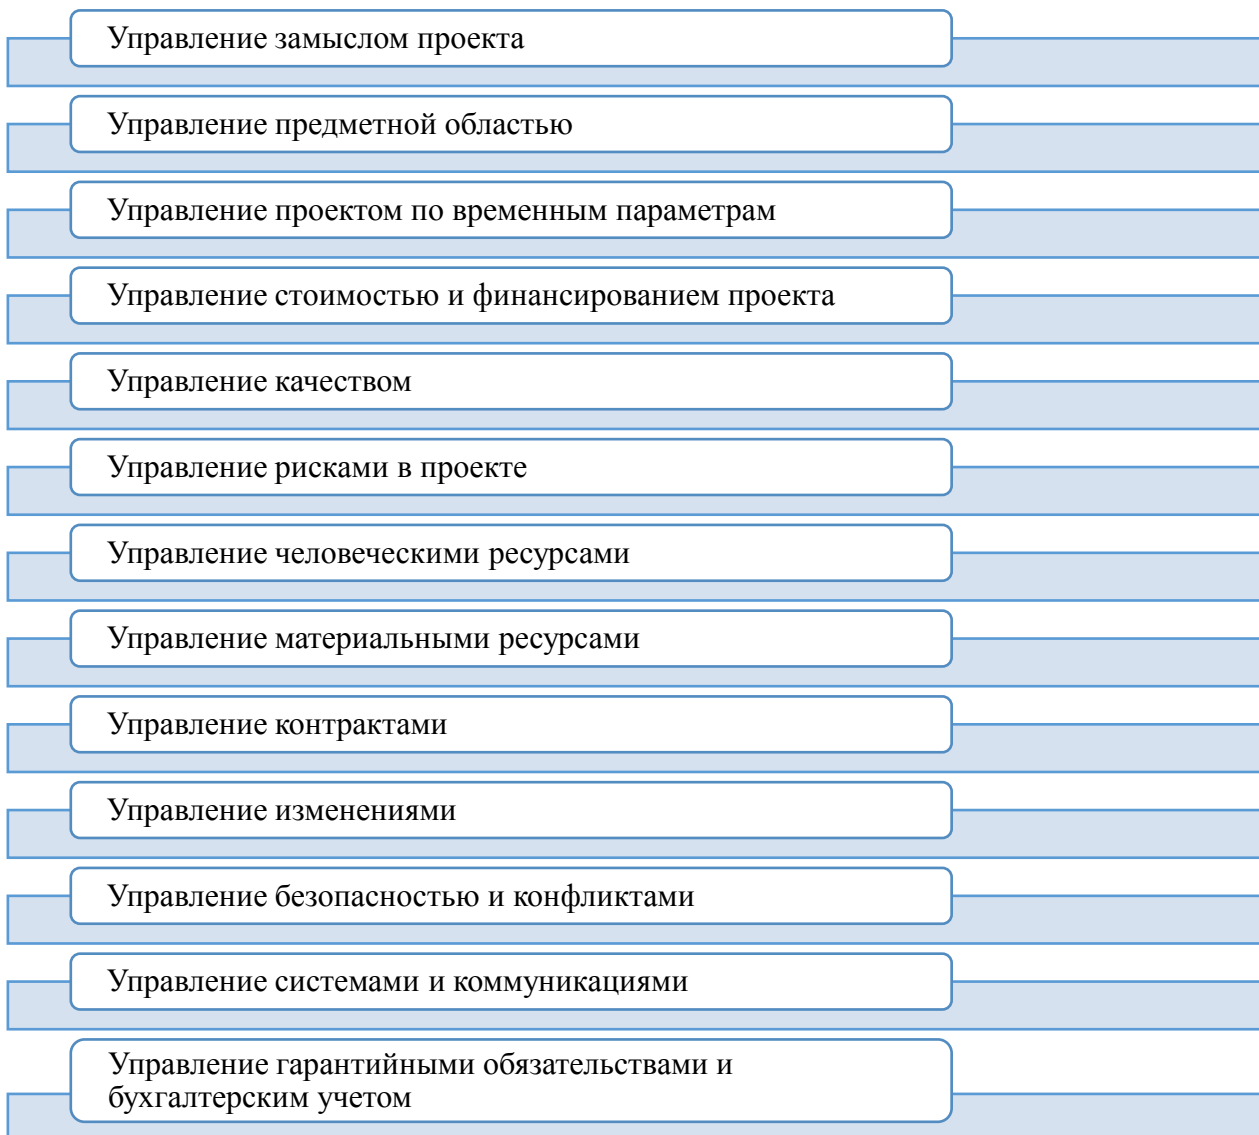 Управление замыслом проекта
Управление предметной областью
Управление проектом по временным параметрам
Управление стоимостью и финансированием проекта
Управление качеством
Управление рисками в проекте
Управление человеческими ресурсами
Управление материальными ресурсами
Управление контрактами
Управление изменениями
Управление безопасностью и конфликтами
Управление системами и коммуникациями
Управление гарантийными обязательствами и
бухгалтерским учетом